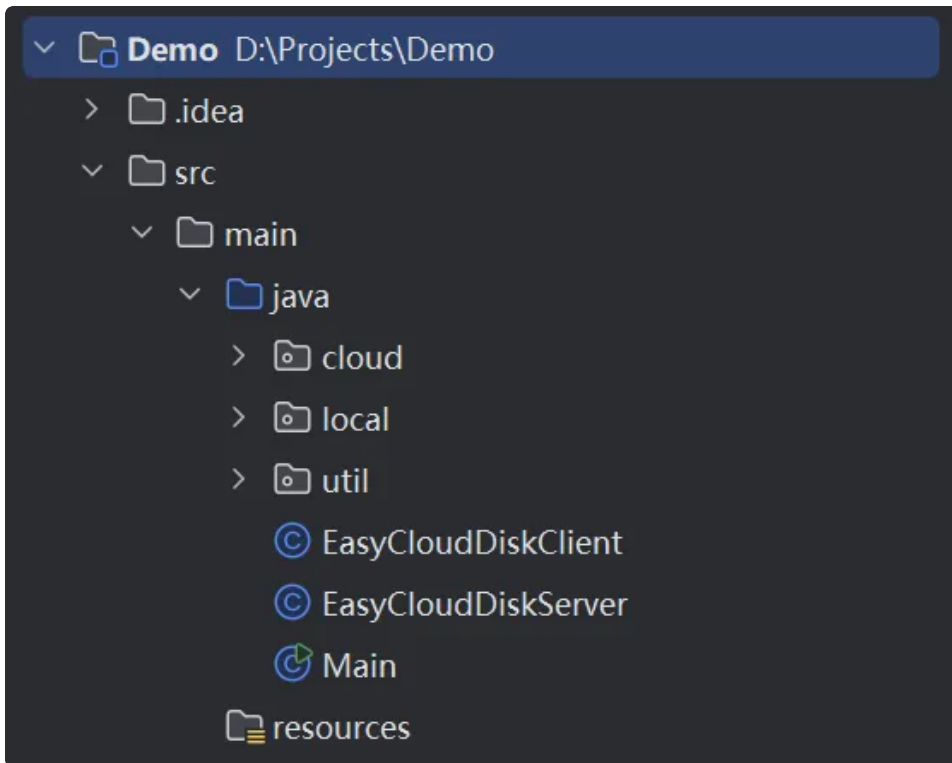 Demo D:\Projects\Demo
.idea
src
main
java
cloud
local
util
EasyCloudDiskClient
EasyCloudDiskServer
Main
resources